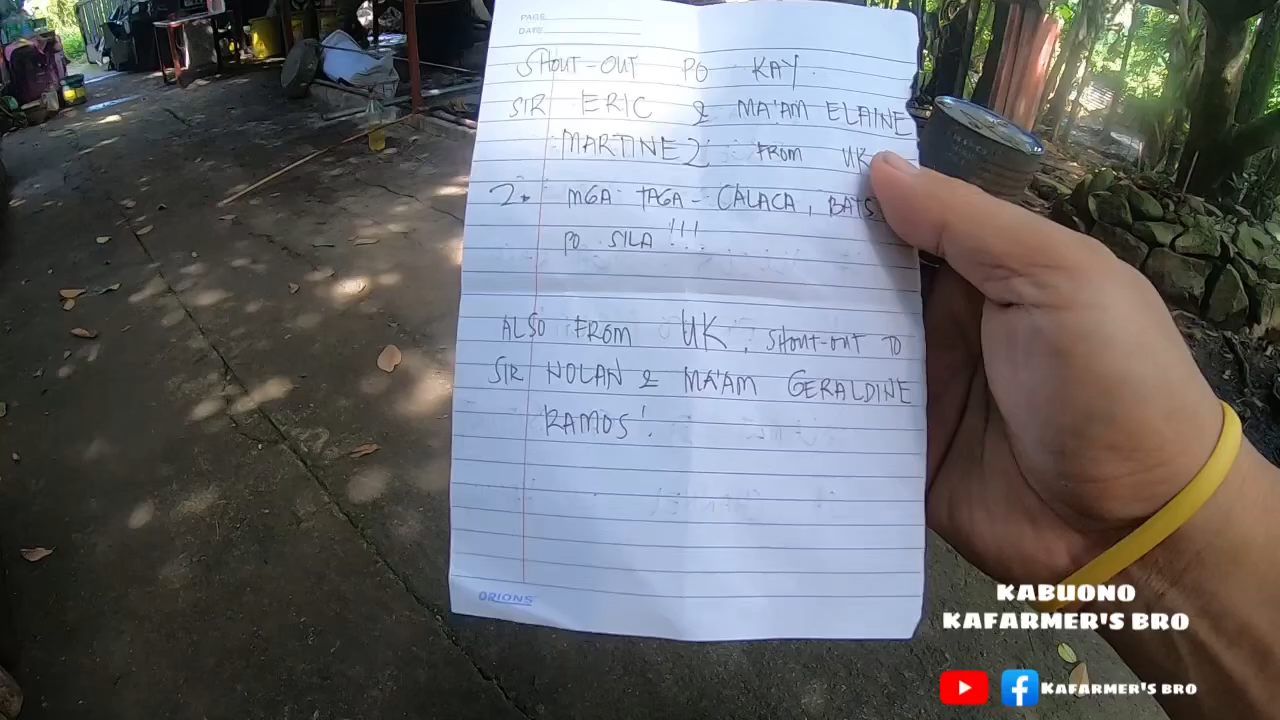 PAGE
DATE
SHOUT-OUT PO KAY.
SIR ERIC & MA'AM ELAINE
MARTINEZ FROM UK
2. MGA TAGA-CALACA, BATS
PO SILA!!!
ALSO FROM UK, SHOUT-OUT TO
SIR NOLAN & MA'AM GERALDINE
RAMOS!
ORIONS
KABUONO
KAFARMER'S BRO
KAFARMER'S BRO